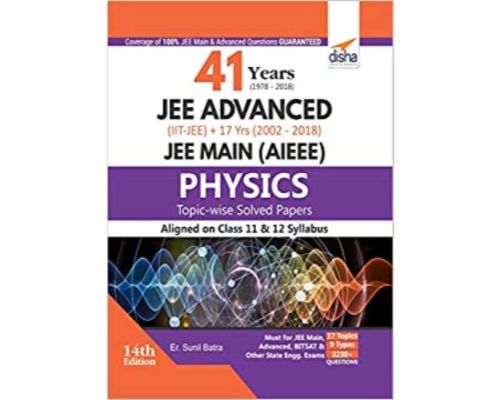 Coverage of 100% JEE Main & Advanced Questions GUARANTEED
disha
41 Years
(1978 - 2018)
JEE ADVANCED
(IIT-JEE) + 17 Yrs (2002 - 2018)
JEE MAIN (AIEEE)
PHYSICS
Topic-wise Solved Papers
Aligned on Class 11 & 12 Syllabus
14th
Edition
Er. Sunil Batra
Must for JEE Main,
Advanced, BITSAT &
Other State Engg. Exams
37 Topics
9 Types
3230+
QUESTIONS